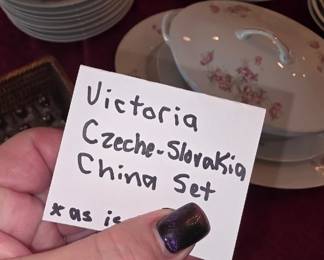 Victoria
Czeche-Slovakia
China Set
*as is